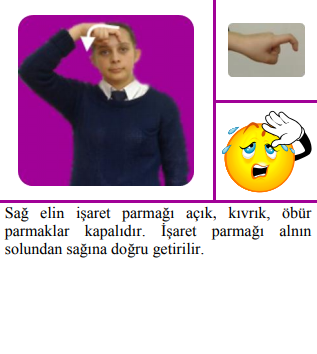 Sağ elin işaret parmağı açık, kıvrık, öbür
parmaklar kapalıdır. İşaret parmağı alnın
solundan sağına doğru getirilir.